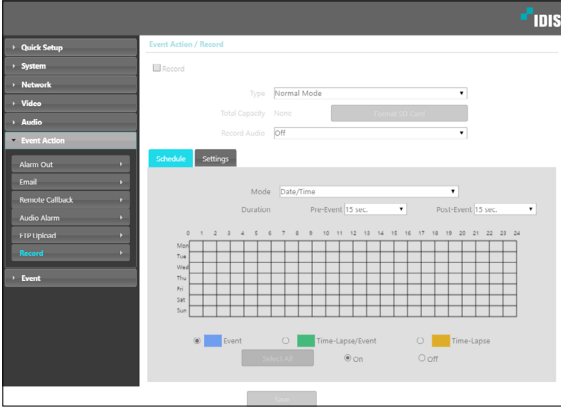 IDIS
Quick Setup
System
Network
Video
Audio
Event Action
Alarm Out
Email
Remote Callback
Audio Alarm
FTP Upload
Record
Event
Event Action / Record
Record
Type Normal Mode
Total Capacity None Format SD Card
Record Audio Off
Schedule Settings
Mode Date/Time
Duration Pre-Event 15 sec. Post-Event 15 sec.
0 1 2 3 4 5 6 7 8 9 10 11 12 13 14 15 16 17 18 19 20 21 22 23 24
Mon
Tue
Wed
Thu
Fri
Sat
Sun
Event Time-Lapse/Event Time-Lapse
Select All On Off
Save